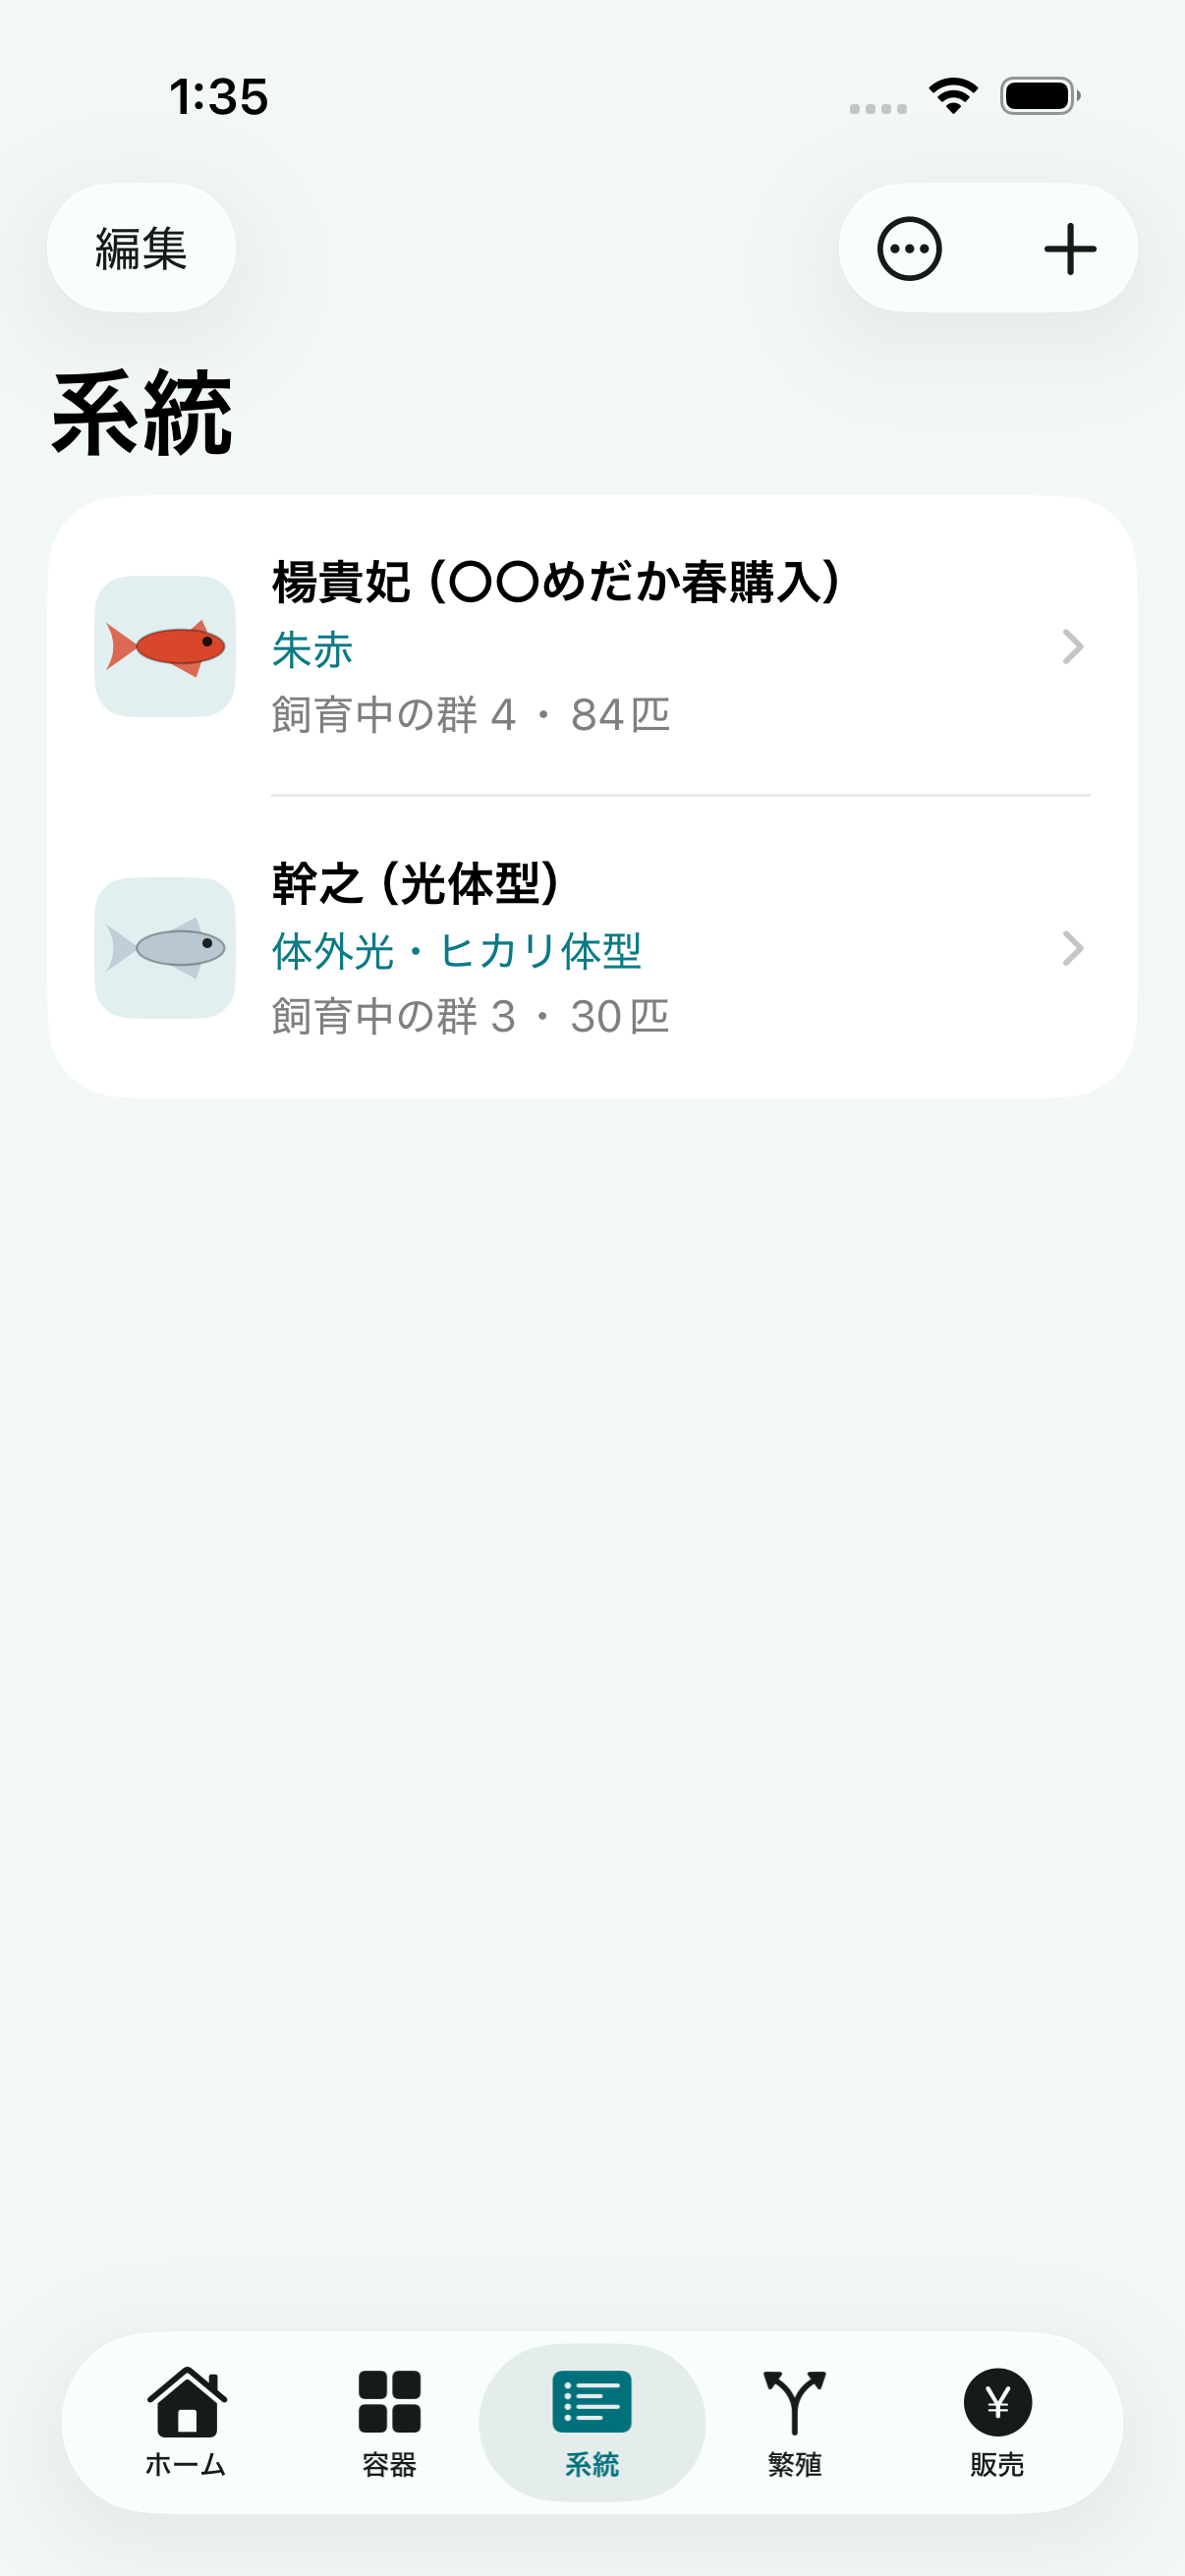 1:35
編集
系統
楊貴妃（〇〇めだか春購入）
朱赤
飼育中の群 4 ・ 84匹
幹之（光体型）
体外光・ヒカリ体型
飼育中の群 3 ・ 30匹
ホーム
容器
系統
繁殖
¥
販売